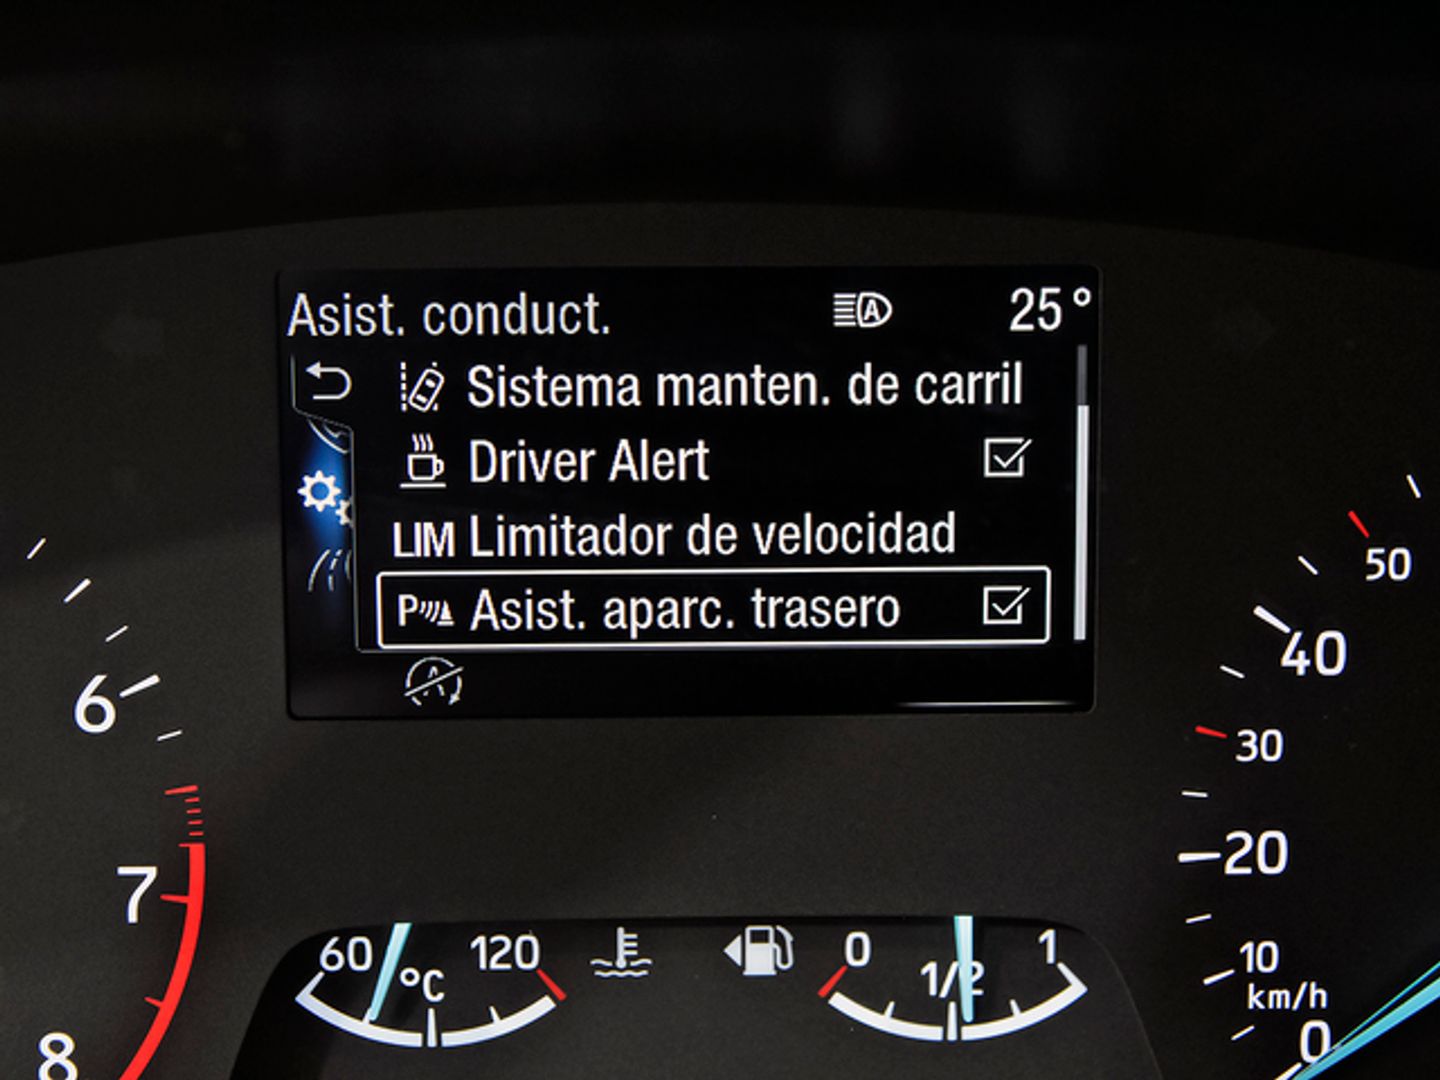 Asist. conduct. A 25°
Sistema manten. de carril
Driver Alert
LIM Limitador de velocidad
P Asist. aparc. trasero
A
6
7
8
60 °C 120
0 1/2 1
50
40
30
20
10
km/h
0